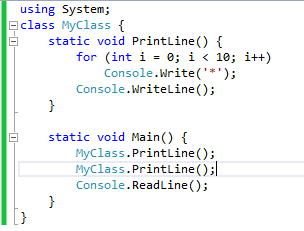 using System;
class MyClass {
    static void PrintLine() {
        for (int i = 0; i < 10; i++)
            Console.Write('*');
        Console.WriteLine();
    }

    static void Main() {
        MyClass.PrintLine();
        MyClass.PrintLine();
        Console.ReadLine();
    }
}